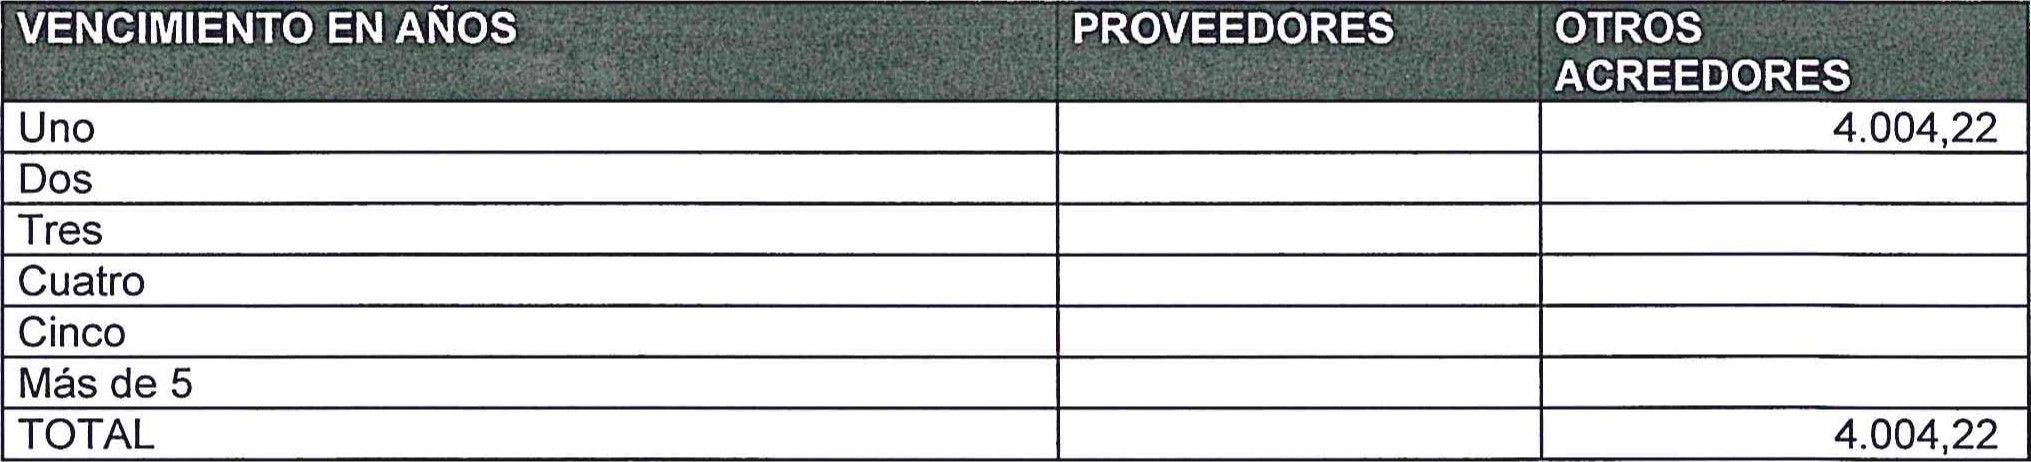 VENCIMIENTO EN AÑOS PROVEEDORES OTROS
ACREEDORES
Uno 4.004,22
Dos
Tres
Cuatro
Cinco
Más de 5
TOTAL 4.004,22